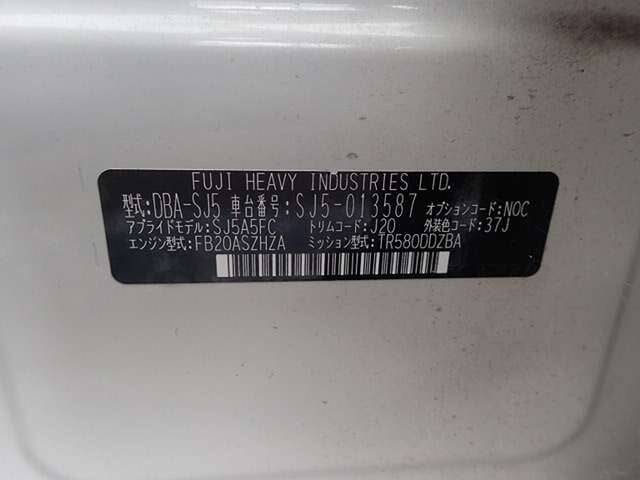 FUJI HEAVY INDUSTRIES LTD.
型式:DBA-SJ5 車台番号:SJ5-013587 オプションコード:NOC
アプライドモデル:SJ5A5FC トリムコード:J20 外装色コード:37J
エンジン型式:FB20ASZHZA ミッション型式:TR580DDZBA